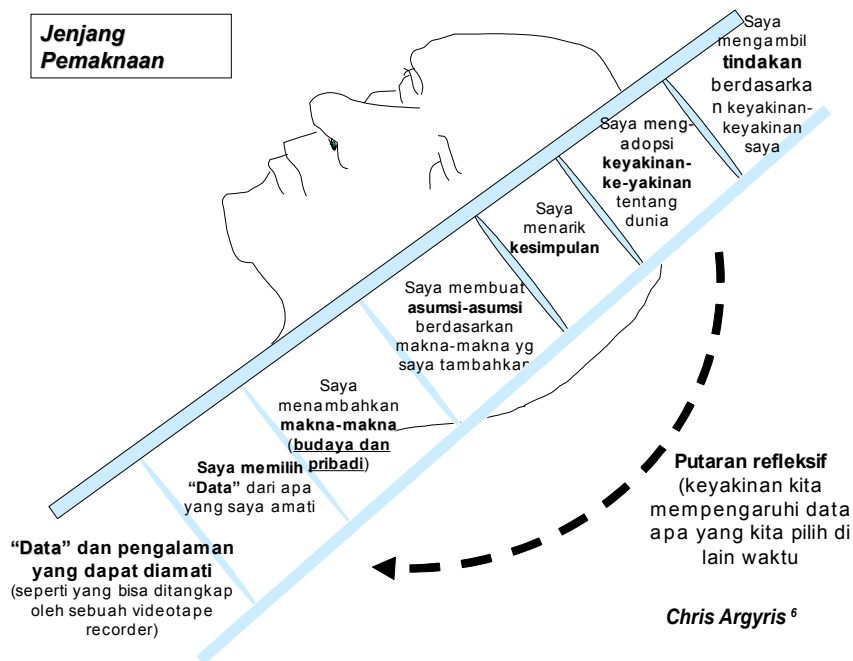 Jenjang
Pemaknaan
“Data” dan pengalaman
yang dapat diamati
(seperti yang bisa ditangkap
oleh sebuah videotape
recorder)
Saya memilih
“Data” dari apa
yang saya amati
Saya
menambahkan
makna-makna
(budaya dan
pribadi)
Saya membuat
asumsi-asumsi
berdasarkan
makna-makna yg
saya tambahkan
Saya
menarik
kesimpulan
Saya meng-
adopsi
keyakinan-
ke-yakinan
tentang
dunia
Saya
mengambil
tindakan
berdasarka
n keyakinan-
keyakinan
saya
Putaran refleksif
(keyakinan kita
mempengaruhi data
apa yang kita pilih di
lain waktu
Chris Argyris 6